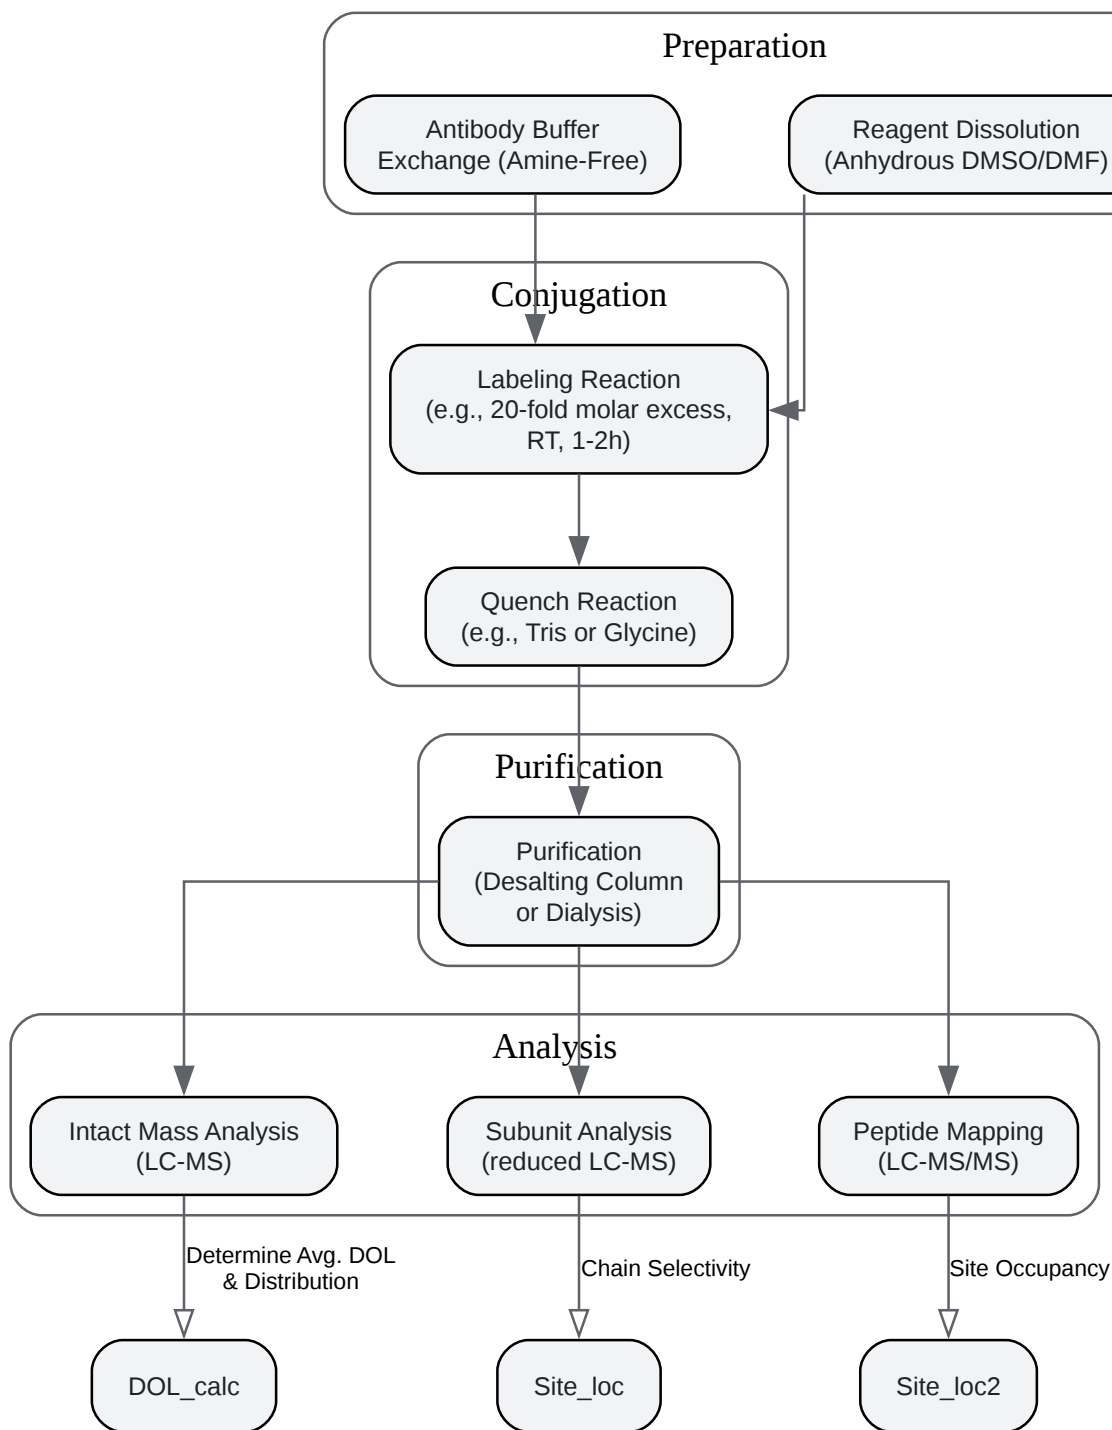 Preparation
Antibody Buffer
Exchange (Amine-Free)
Reagent Dissolution
(Anhydrous DMSO/DMF)
Conjugation
Labeling Reaction
(e.g., 20-fold molar excess,
RT, 1-2h)
Quench Reaction
(e.g., Tris or Glycine)
Purification
Purification
(Desalting Column
or Dialysis)
Analysis
Intact Mass Analysis
(LC-MS)
Subunit Analysis
(reduced LC-MS)
Peptide Mapping
(LC-MS/MS)
Determine Avg. DOL
& Distribution
Chain Selectivity
Site Occupancy
DOL_calc
Site_loc
Site_loc2